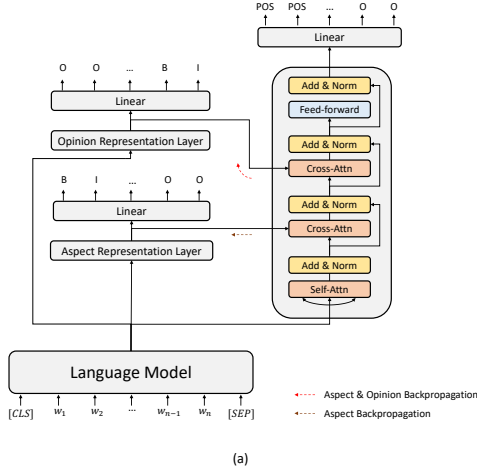 POS POS ... O O
Linear
Add & Norm
Feed-forward
Add & Norm
Cross-Attn
Add & Norm
Cross-Attn
Add & Norm
Self-Attn
O O ... B I
Linear
Opinion Representation Layer
B I ... O O
Linear
Aspect Representation Layer
Language Model
[CLS] w₁ w₂ ... wₙ₋₁ wₙ [SEP]
Aspect & Opinion Backpropagation
Aspect Backpropagation
(a)